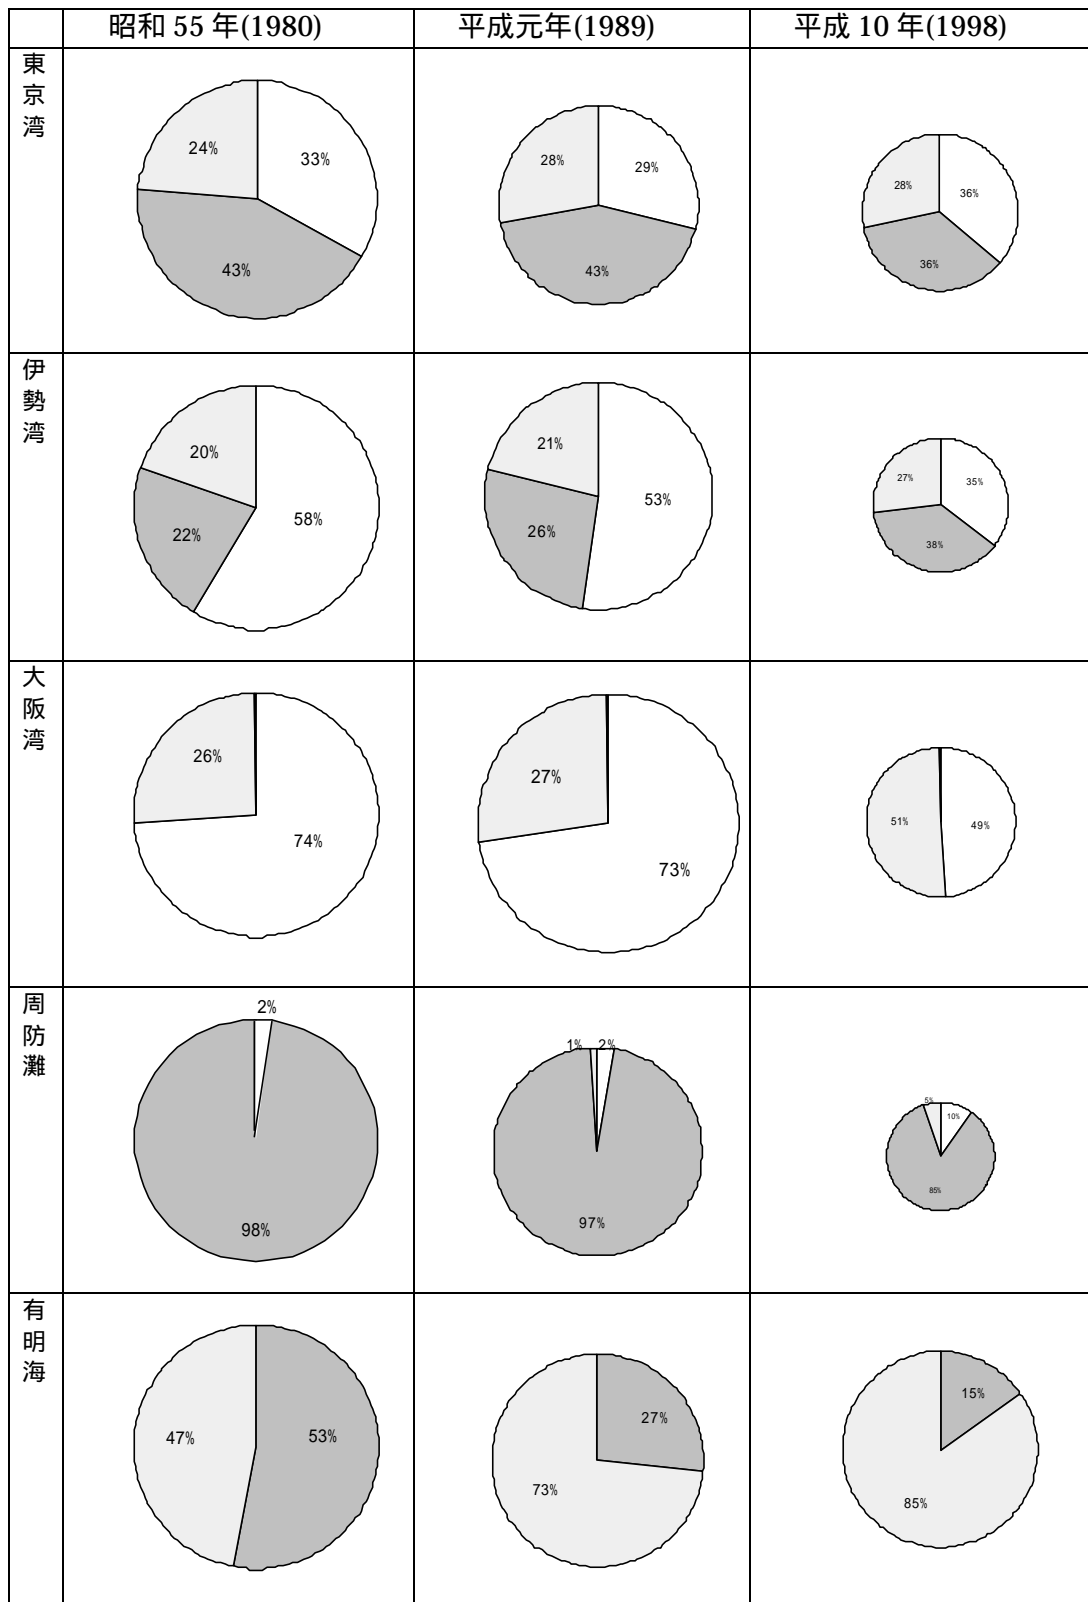 昭和 55 年(1980) 平成元年(1989) 平成 10 年(1998)
東京湾
24% 33% 28% 29% 28% 36%
43% 43% 36%
伊勢湾
20% 58% 22% 21% 53% 26% 27% 35% 38%
大阪湾
26% 74% 27% 73% 51% 49%
周防灘
2% 98% 1% 2% 97% 5% 10% 85%
有明海
47% 53% 27% 73% 15% 85%